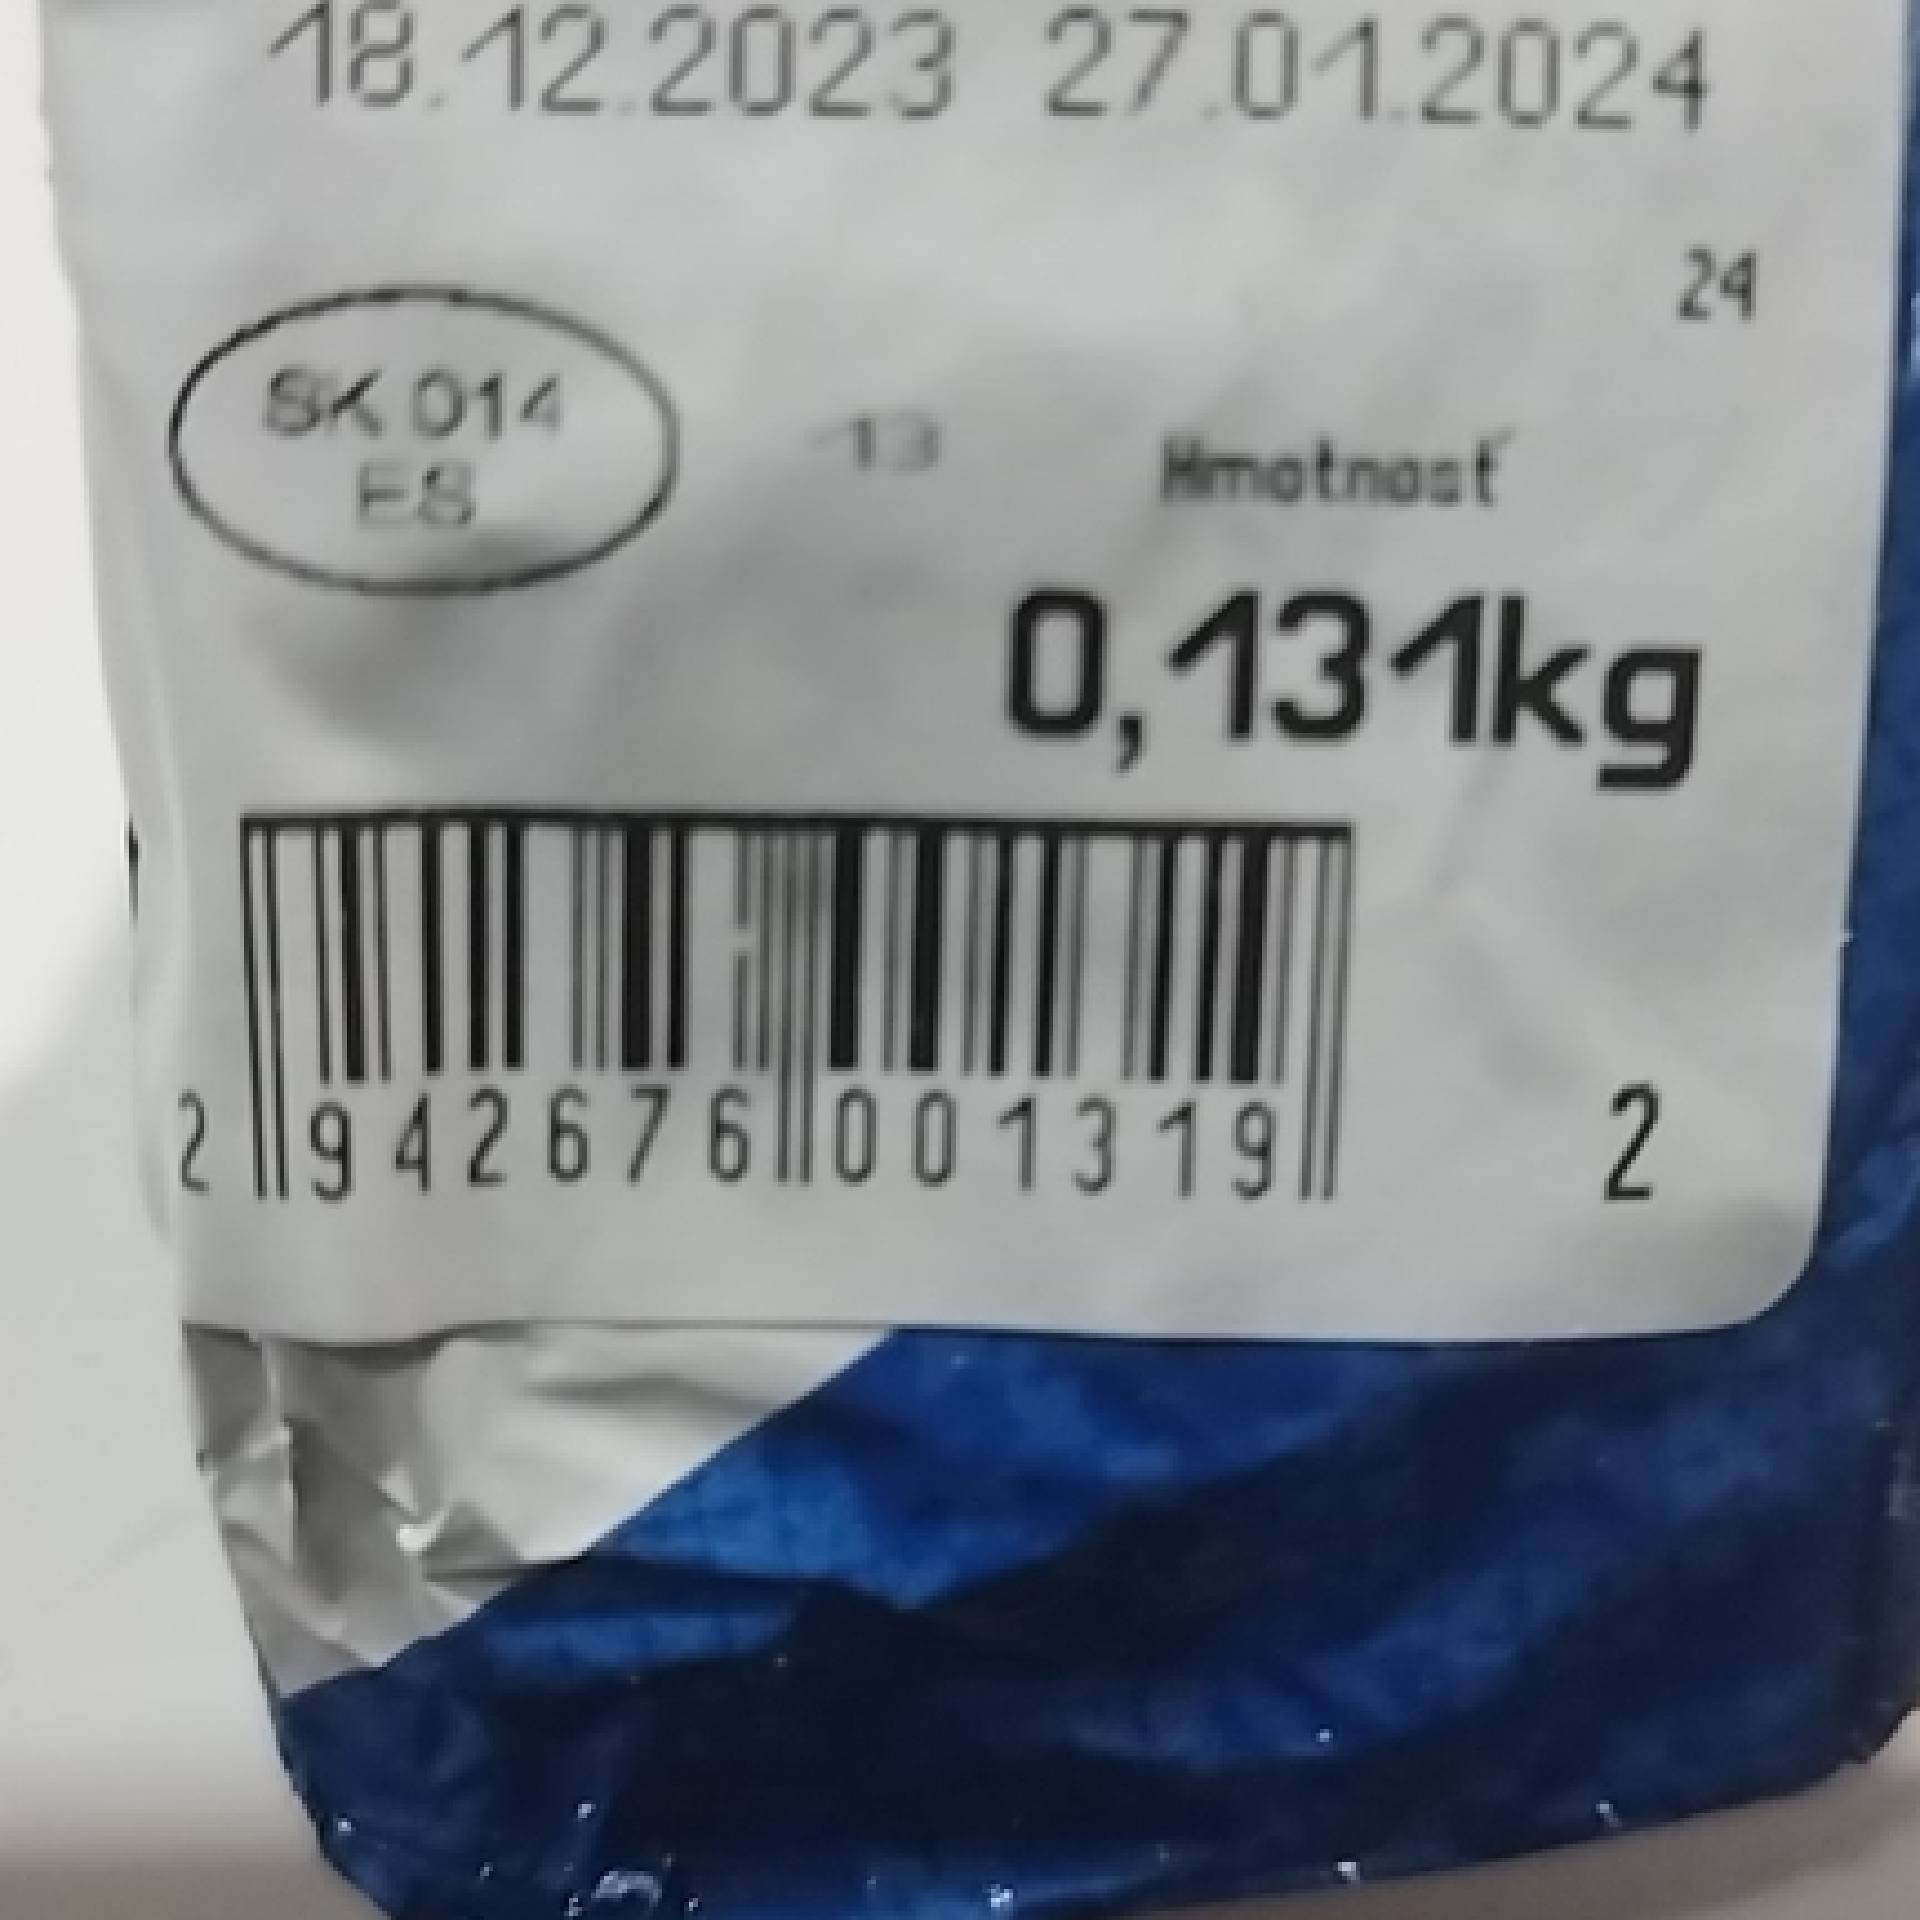 18.12.2023 27.01.2024
24
SK 014
ES
13
Hmotnosť
0,131kg
2 942676 001319
2